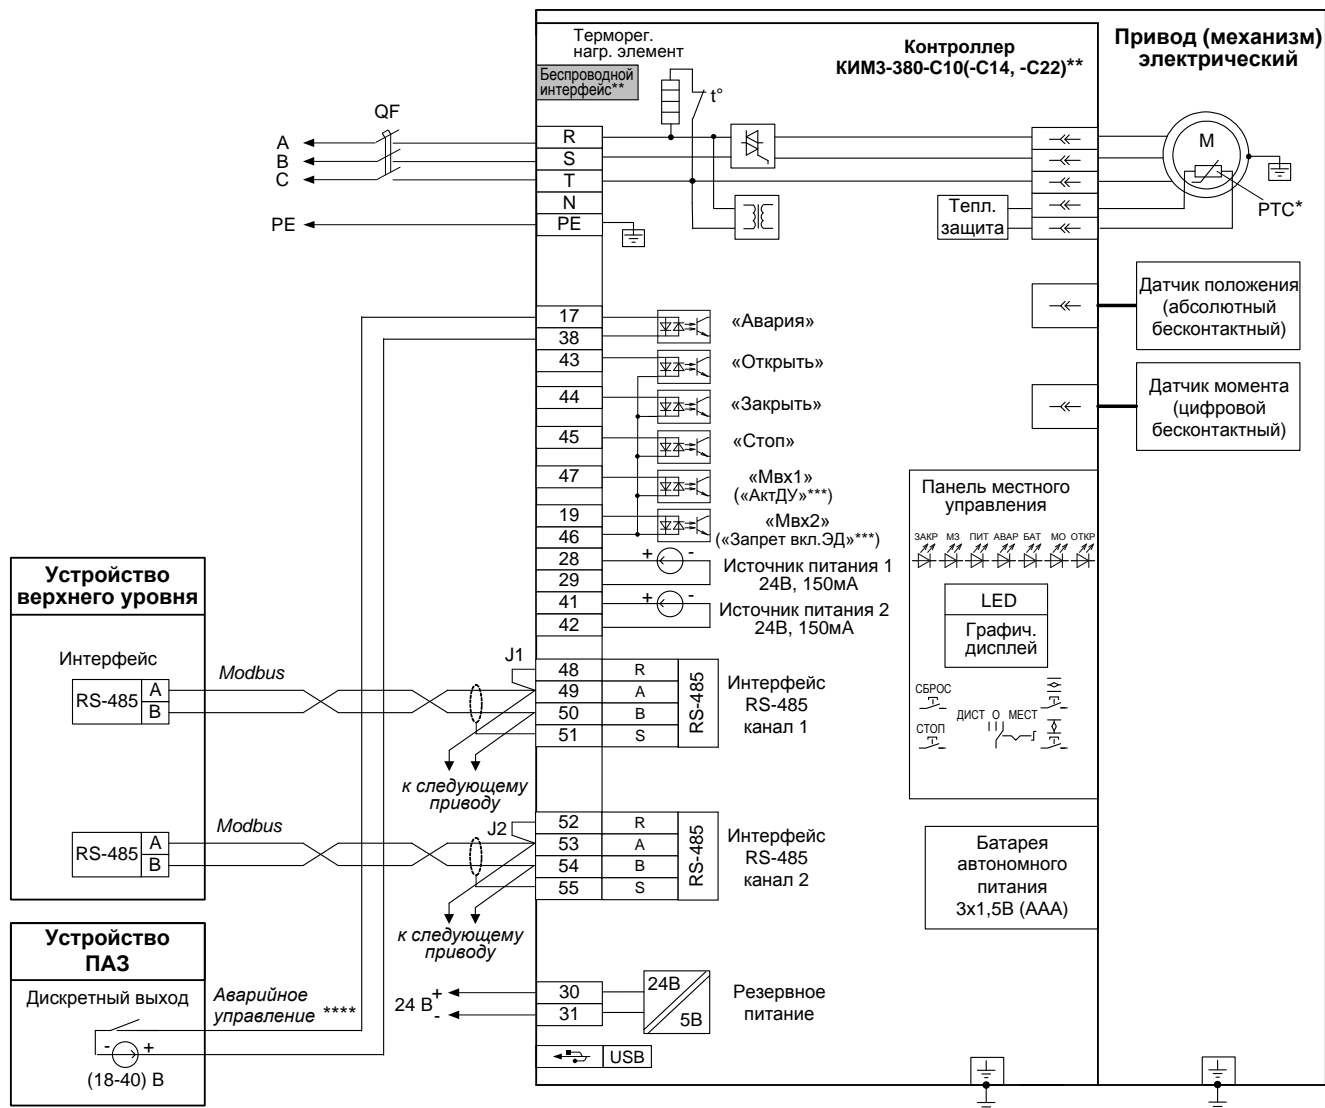 Терморег.
нагр. элемент
Беспроводной
интерфейс**
t°
Контроллер
КИМ3-380-С10(-С14, -С22)**
Привод (механизм)
электрический
QF
A
B
C
PE
R
S
T
N
PE
Тепл.
защита
M
PTC*
Датчик положения
(абсолютный
бесконтактный)
Датчик момента
(цифровой
бесконтактный)
17
38
«Авария»
43
«Открыть»
44
«Закрыть»
45
«Стоп»
47
«Мвх1»
(«АктДУ»***)
19
46
«Мвх2»
(«Запрет вкл.ЭД»***)
28
29
+ -
Источник питания 1
24В, 150мА
41
42
+ -
Источник питания 2
24В, 150мА
Панель местного
управления
ЗАКР МЗ ПИТ АВАР БАТ МО ОТКР
LED
Графич.
дисплей
СБРОС
СТОП
ДИСТ О МЕСТ
Батарея
автономного
питания
3х1,5В (ААА)
Устройство
верхнего уровня
Интерфейс
RS-485
A
B
Modbus
J1
48 R
49 A
50 B
51 S
RS-485
Интерфейс
RS-485
канал 1
к следующему
приводу
RS-485
A
B
Modbus
J2
52 R
53 A
54 B
55 S
RS-485
Интерфейс
RS-485
канал 2
к следующему
приводу
Устройство
ПАЗ
Дискретный выход
- +
(18-40) В
Аварийное
управление ****
24 В
+
-
30
31
24В
5В
Резервное
питание
USB